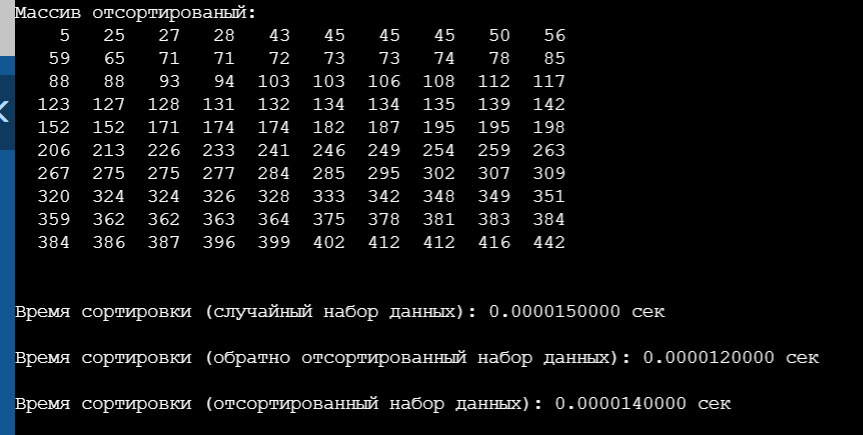 Массив отсортированый:
5 25 27 28 43 45 45 45 50 56
59 65 71 71 72 73 73 74 78 85
88 88 93 94 103 103 106 108 112 117
123 127 128 131 132 134 134 135 139 142
152 152 171 174 174 182 187 195 195 198
206 213 226 233 241 246 249 254 259 263
267 275 275 277 284 285 295 302 307 309
320 324 324 326 328 333 342 348 349 351
359 362 362 363 364 375 378 381 383 384
384 386 387 396 399 402 412 412 416 442
Время сортировки (случайный набор данных): 0.0000150000 сек
Время сортировки (обратно отсортированный набор данных): 0.0000120000 сек
Время сортировки (отсортированный набор данных): 0.0000140000 сек